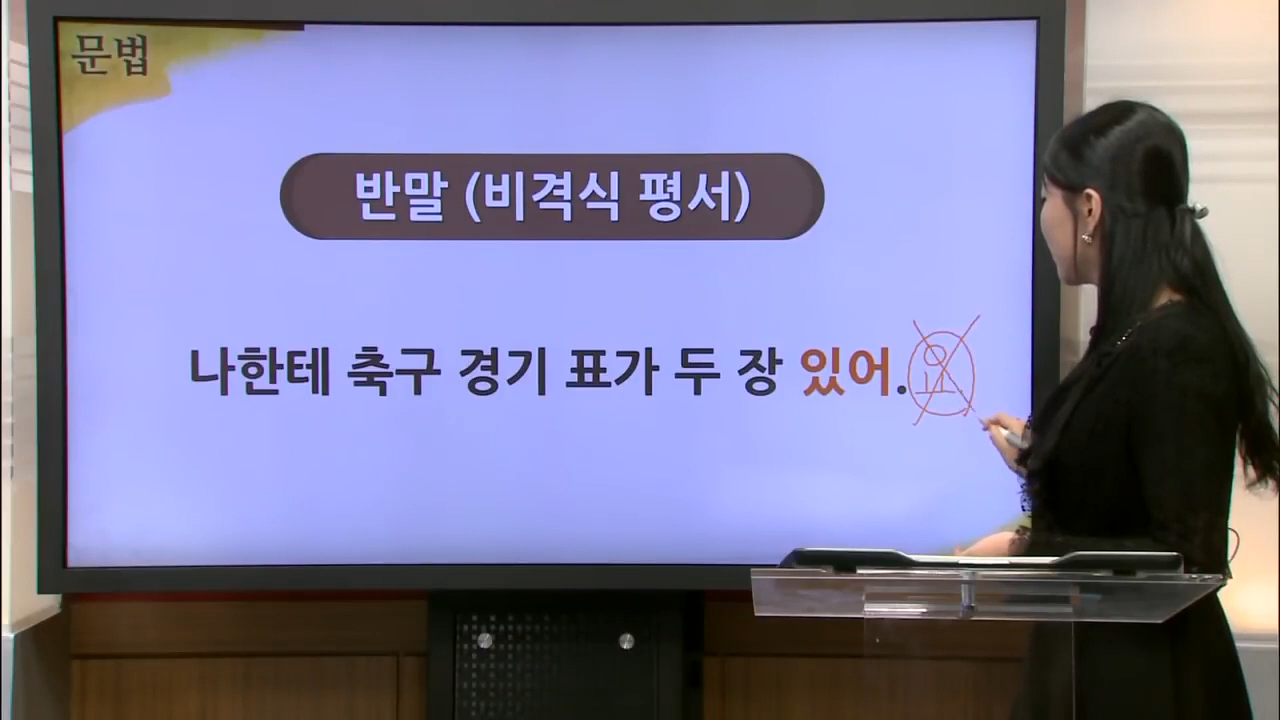 문법
반말 (비격식 평서)
나한테 축구 경기 표가 두 장 있어. 요